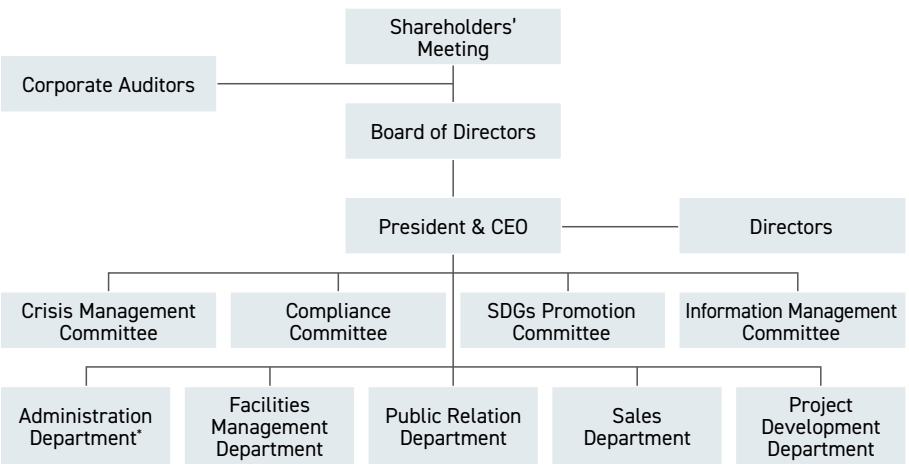 Shareholders'
Meeting
Corporate Auditors
Board of Directors
President & CEO
Directors
Crisis Management
Committee
Compliance
Committee
SDGs Promotion
Committee
Information Management
Committee
Administration
Department*
Facilities
Management
Department
Public Relation
Department
Sales
Department
Project
Development
Department